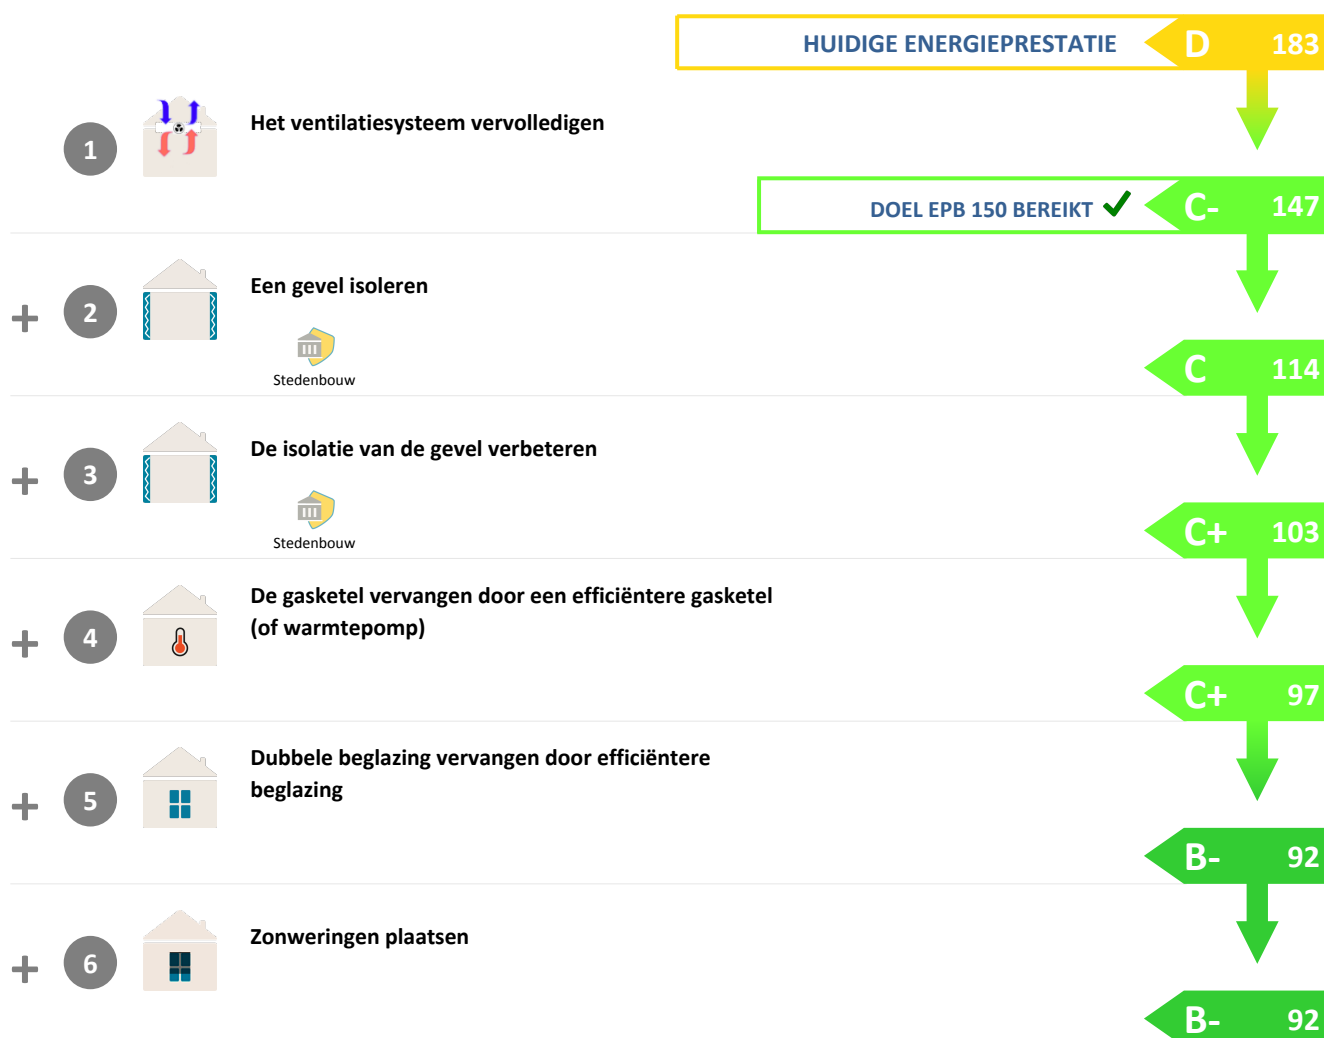 HUIDIGE ENERGIEPRESTATIE D 183
1 Het ventilatiesysteem vervolledigen
DOEL EPB 150 BEREIKT ✔ C- 147
+ 2 Een gevel isoleren
Stedenbouw
C 114
+ 3 De isolatie van de gevel verbeteren
Stedenbouw
C+ 103
+ 4 De gasketel vervangen door een efficiëntere gasketel
(of warmtepomp)
C+ 97
+ 5 Dubbele beglazing vervangen door efficiëntere
beglazing
B- 92
+ 6 Zonweringen plaatsen
B- 92